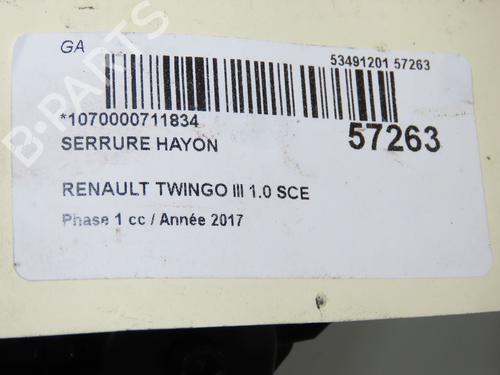 GA
53491201 57263
*1070000711834
57263
SERRURE HAYON
RENAULT TWINGO III 1.0 SCE
Phase 1 cc / Année 2017
B-PARTS